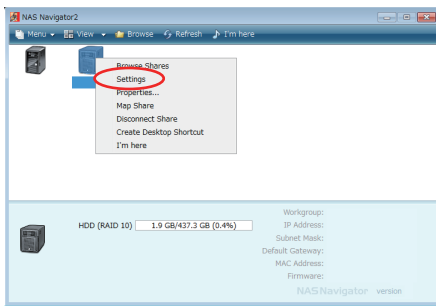 NAS Navigator2
Menu View Browse Refresh I'm here
Browse Shares
Settings
Properties...
Map Share
Disconnect Share
Create Desktop Shortcut
I'm here
HDD (RAID 10) 1.9 GB/437.3 GB (0.4%)
Workgroup:
IP Address:
Subnet Mask:
Default Gateway:
MAC Address:
Firmware:
NASNavigator version